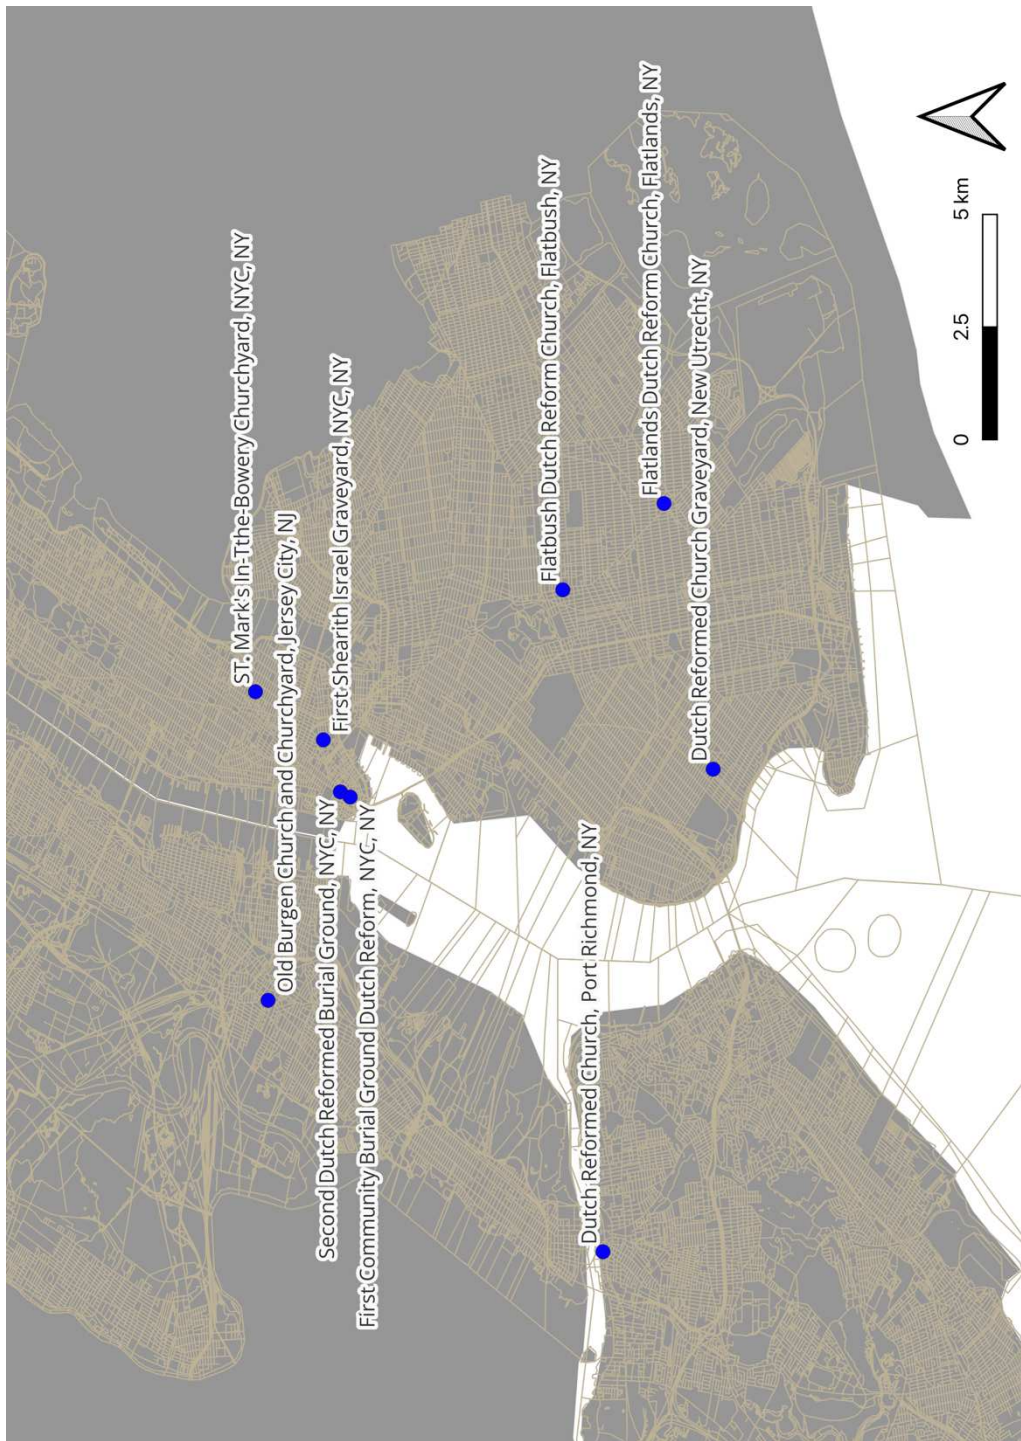 ST. Mark's In-Tthe-Bowery Churchyard, NYC, NY
Old Burgen Church and Churchyard, Jersey City, NJ
Second Dutch Reformed Burial Ground, NYC, NY
First Shearith Israel Graveyard, NYC, NY
First Community Burial Ground Dutch Reform, NYC, NY
Flatbush Dutch Reform Church, Flatbush, NY
Dutch Reformed Church, Port Richmond, NY
Flatlands Dutch Reform Church, Flatlands, NY
Dutch Reformed Church Graveyard, New Utrecht, NY
0 2.5 5 km